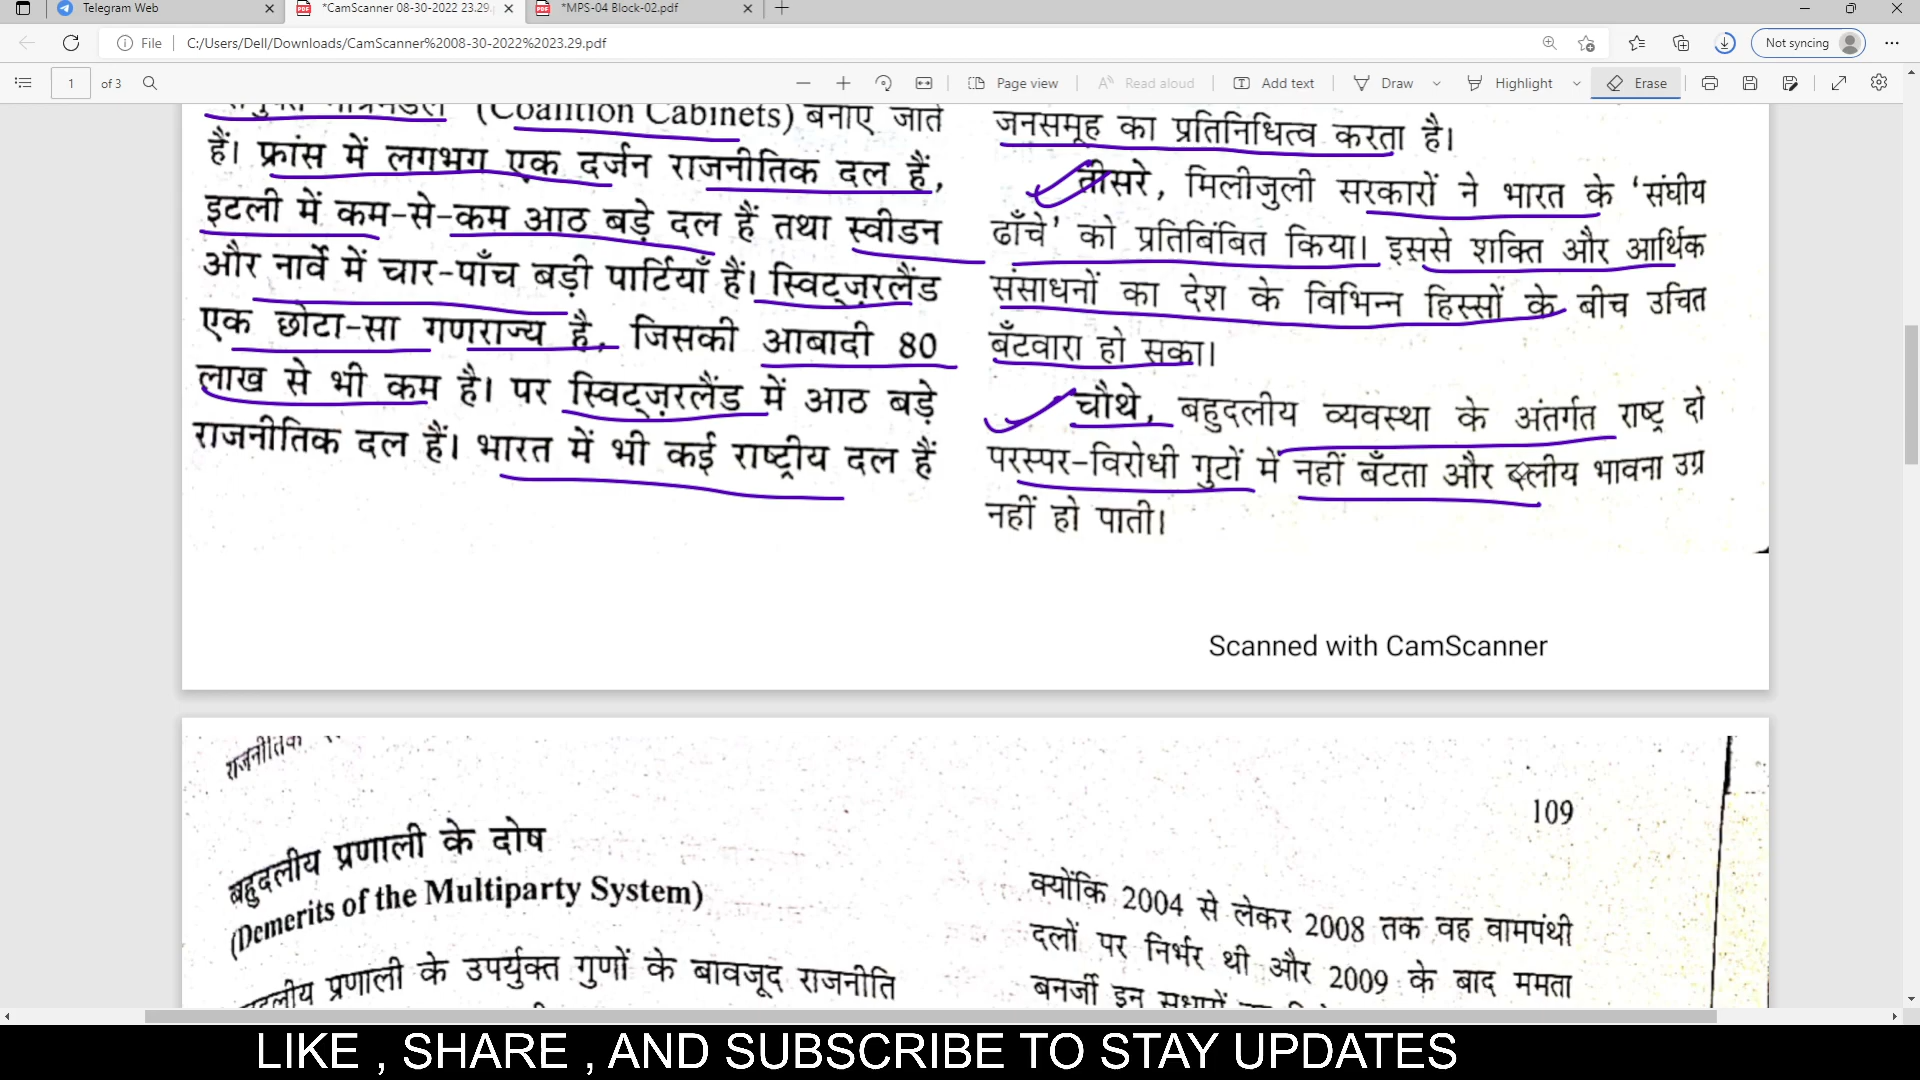 Telegram Web
*CamScanner 08-30-2022 23.29.
*MPS-04 Block-02.pdf
File
C:/Users/Dell/Downloads/CamScanner%2008-30-2022%2023.29.pdf
Not syncing
1 of 3
Page view
Read aloud
Add text
Draw
Highlight
Erase
(Coalition Cabinets) बनाए जाते
हैं। फ्रांस में लगभग एक दर्जन राजनीतिक दल हैं,
इटली में कम-से-कम आठ बड़े दल हैं तथा स्वीडन
और नार्वे में चार-पाँच बड़ी पार्टियाँ हैं। स्विट्ज़रलैंड
एक छोटा-सा गणराज्य है, जिसकी आबादी 80
लाख से भी कम है। पर स्विट्ज़रलैंड में आठ बड़े
राजनीतिक दल हैं। भारत में भी कई राष्ट्रीय दल हैं
जनसमूह का प्रतिनिधित्व करता है।
तीसरे, मिलीजुली सरकारों ने भारत के ‘संघीय
ढाँचे’ को प्रतिबिंबित किया। इससे शक्ति और आर्थिक
संसाधनों का देश के विभिन्न हिस्सों के बीच उचित
बँटवारा हो सका।
चौथे, बहुदलीय व्यवस्था के अंतर्गत राष्ट्र दो
परस्पर-विरोधी गुटों में नहीं बँटता और दलीय भावना उग्र
नहीं हो पाती।
Scanned with CamScanner
109
बहुदलीय प्रणाली के दोष
(Demerits of the Multiparty System)
प्रणाली के उपर्युक्त गुणों के बावजूद राजनीति
क्योंकि 2004 से लेकर 2008 तक वह वामपंथी
दलों पर निर्भर थी और 2009 के बाद ममता
बनर्जी इन
LIKE , SHARE , AND SUBSCRIBE TO STAY UPDATES